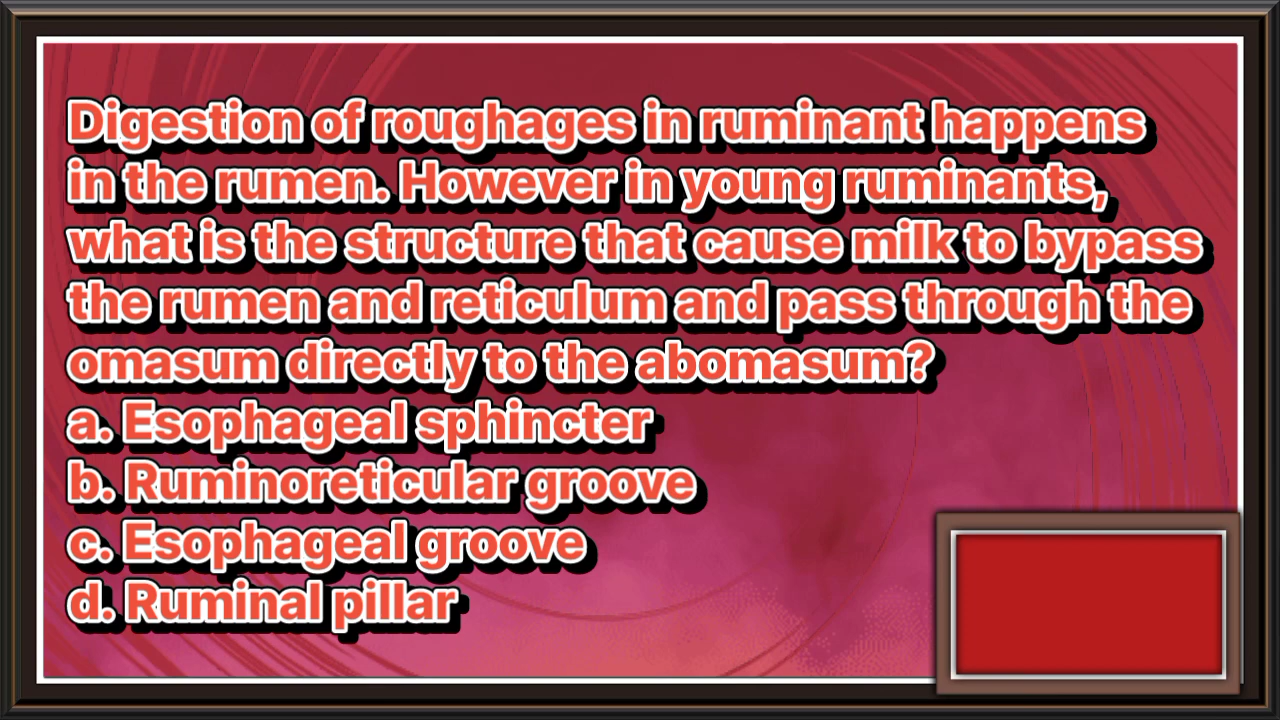 Digestion of roughages in ruminant happens
in the rumen. However in young ruminants,
what is the structure that cause milk to bypass
the rumen and reticulum and pass through the
omasum directly to the abomasum?
a. Esophageal sphincter
b. Ruminoreticular groove
c. Esophageal groove
d. Ruminal pillar